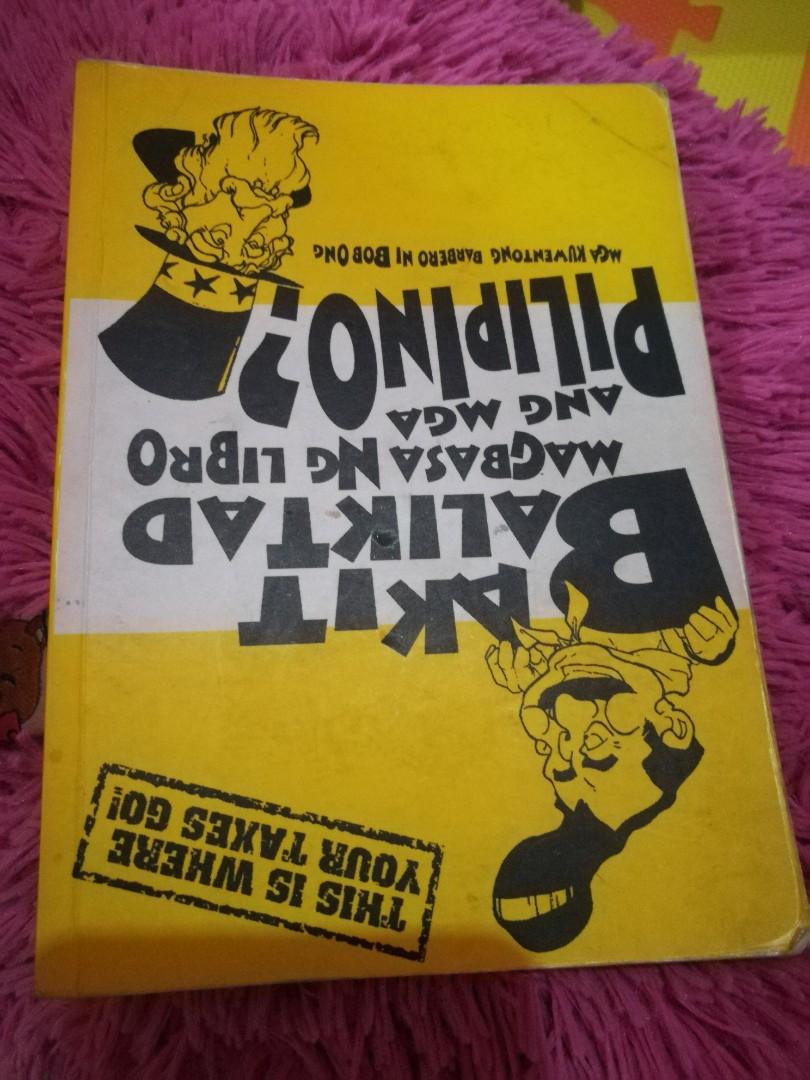 THIS IS WHERE
YOUR TAXES GO!
BAKIT
BALIKTAD
MAGBASA NG LIBRO
ANG MGA
PILIPINO?
MGA KUWENTONG BARBERO NI BOB ONG